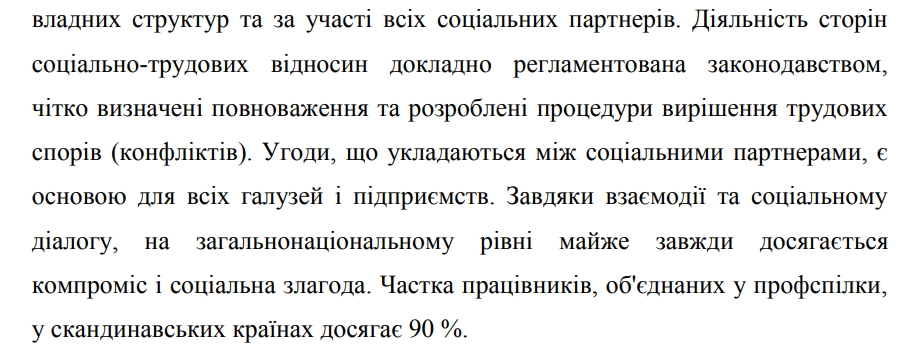 владних структур та за участі всіх соціальних партнерів. Діяльність сторін
соціально-трудових відносин докладно регламентована законодавством,
чітко визначені повноваження та розроблені процедури вирішення трудових
спорів (конфліктів). Угоди, що укладаються між соціальними партнерами, є
основою для всіх галузей і підприємств. Завдяки взаємодії та соціальному
діалогу, на загальнонаціональному рівні майже завжди досягається
компроміс і соціальна злагода. Частка працівників, об'єднаних у профспілки,
у скандинавських країнах досягає 90 %.